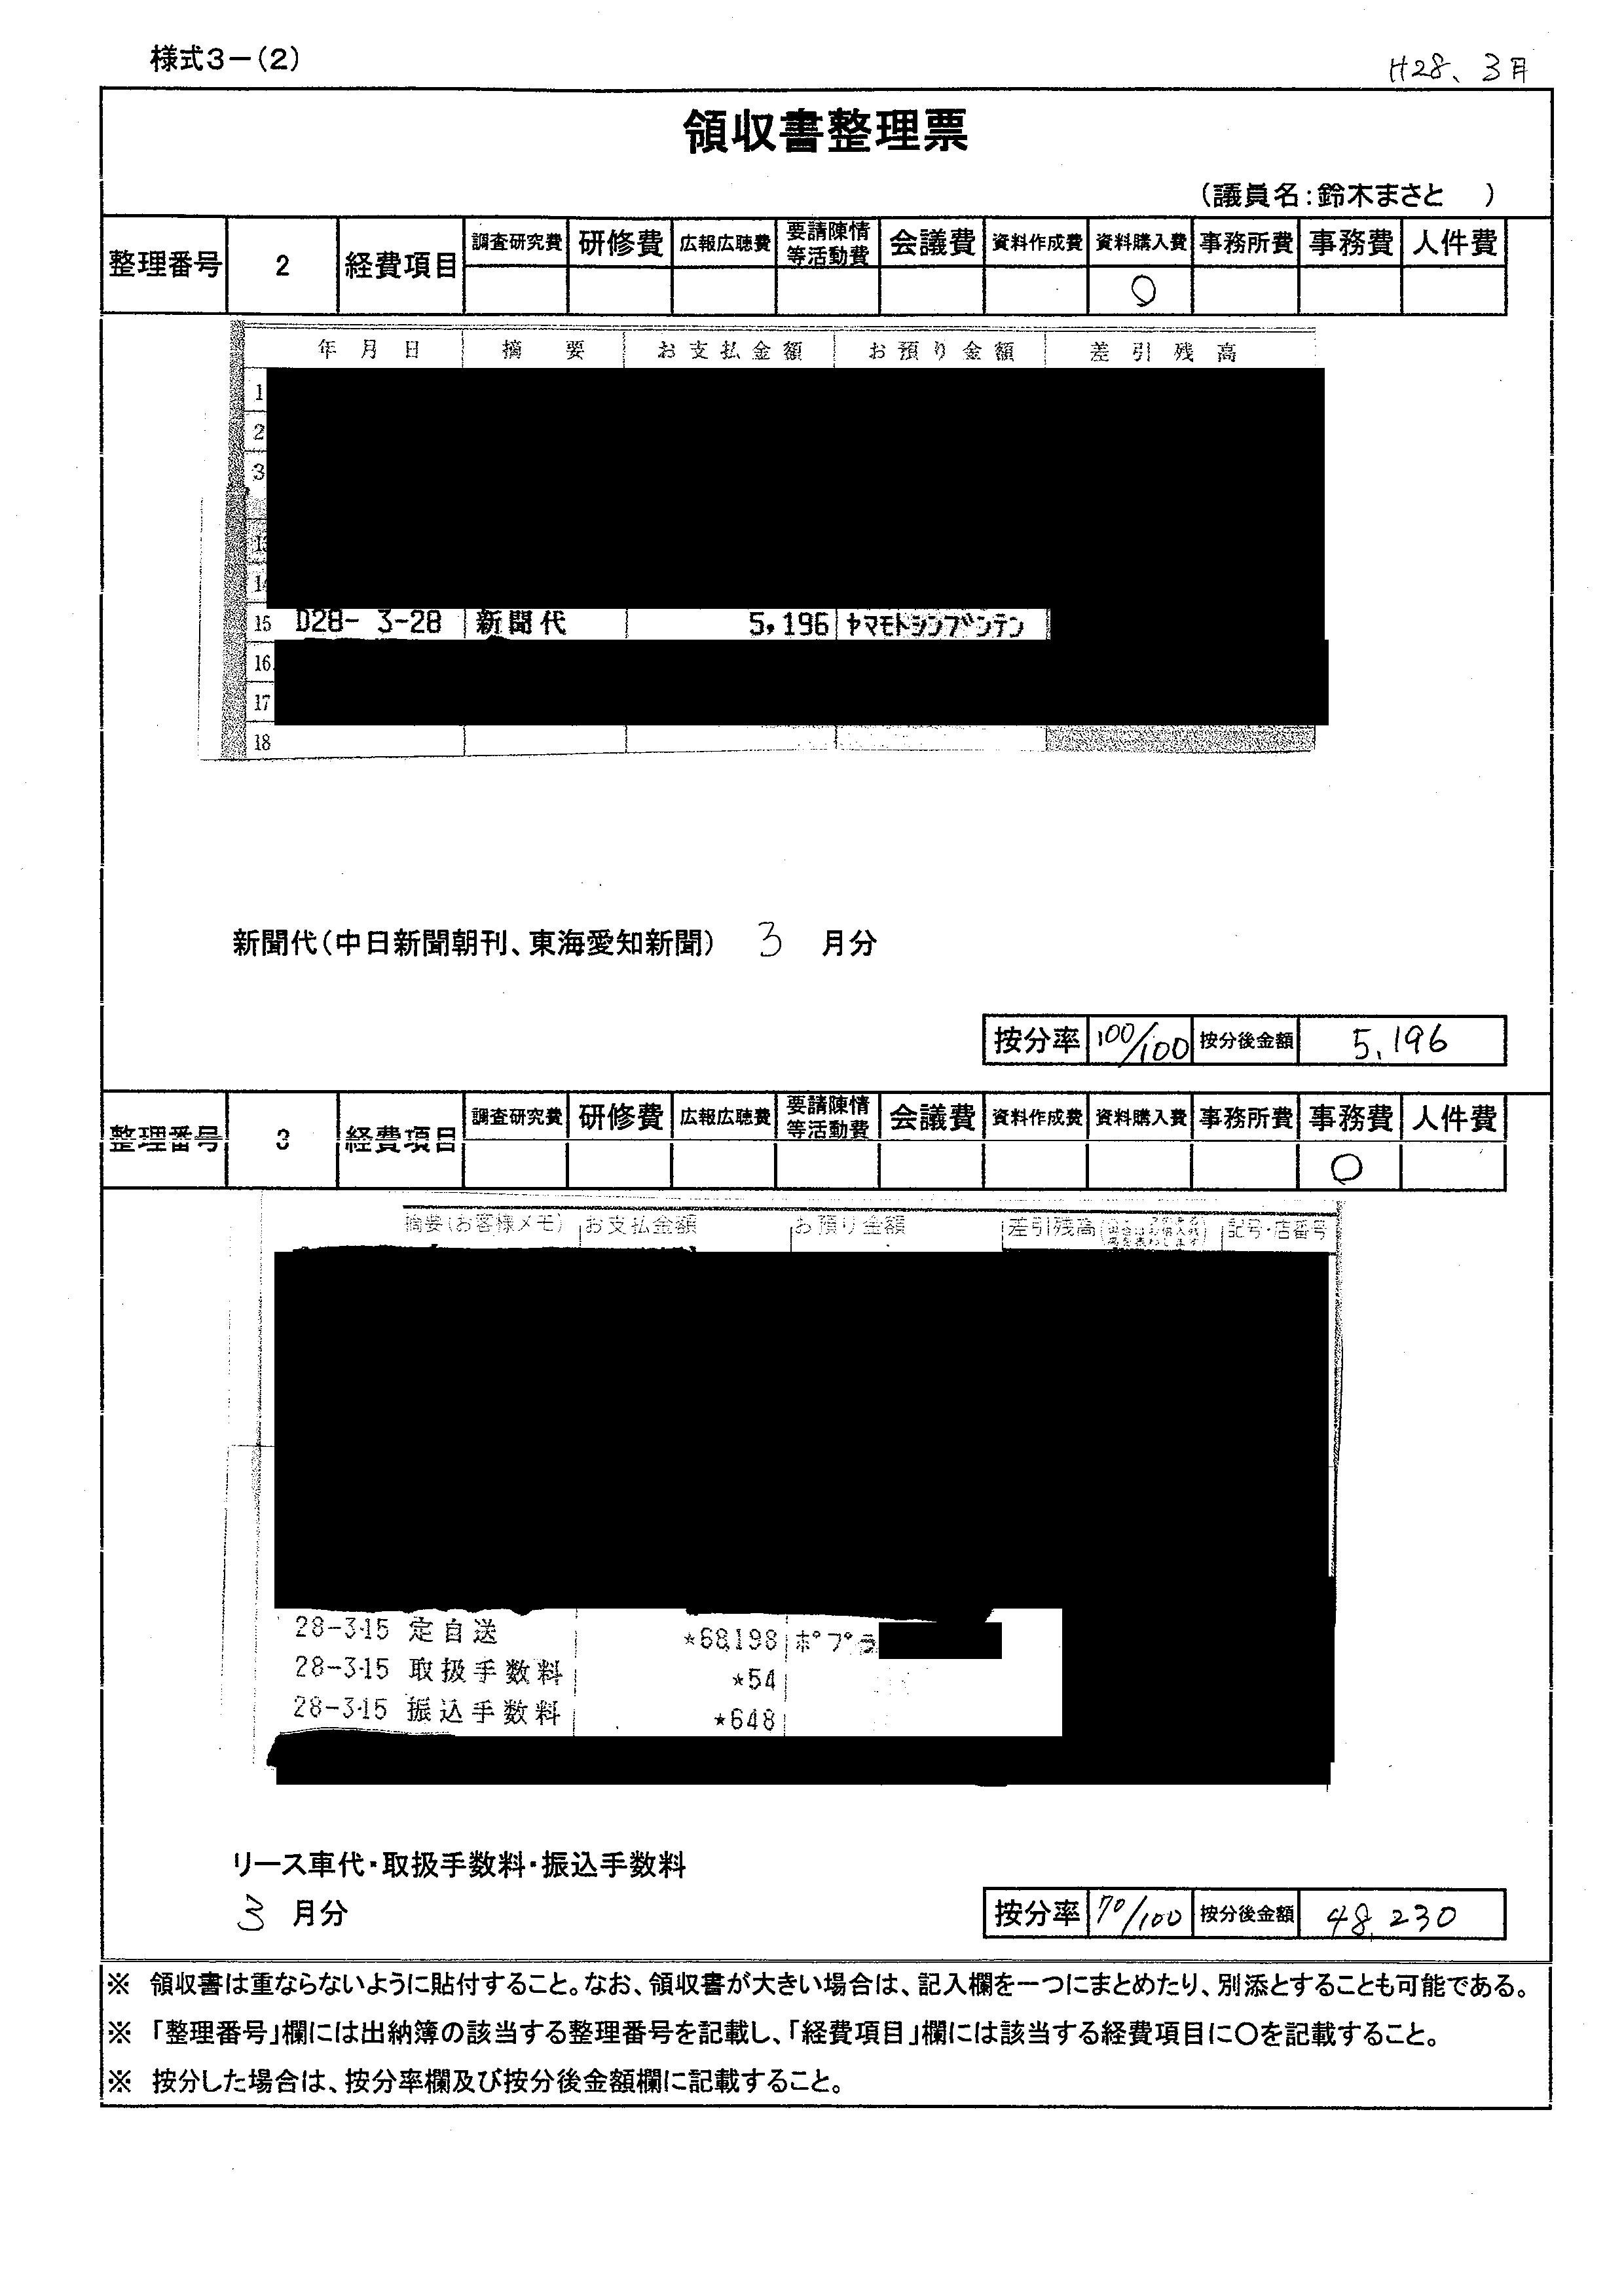 様式3－(2)
H28、3月
領収書整理票
(議員名:鈴木まさと )
整理番号 2 経費項目 調査研究費 研修費 広報広聴費 要請陳情等活動費 会議費 資料作成費 資料購入費 事務所費 事務費 人件費
○
年月日 摘要 お支払金額 お預り金額 差引残高
1
2
3
13
14
15 D28- 3-28 新聞代 5,196 ヤマモトシンブンテン
16
17
18
新聞代(中日新聞朝刊、東海愛知新聞) 3 月分
按分率 100/100 按分後金額 5,196
整理番号 3 経費項目 調査研究費 研修費 広報広聴費 要請陳情等活動費 会議費 資料作成費 資料購入費 事務所費 事務費 人件費
○
摘要(お客様メモ) お支払金額 お預り金額 差引残高 記号・店番号
28-3-15 定自送 *68,198 ポプラ
28-3-15 取扱手数料 *54
28-3-15 振込手数料 *648
リース車代・取扱手数料・振込手数料
3 月分
按分率 70/100 按分後金額 48,230
※ 領収書は重ならないように貼付すること。なお、領収書が大きい場合は、記入欄を一つにまとめたり、別添とすることも可能である。
※ 「整理番号」欄には出納簿の該当する整理番号を記載し、「経費項目」欄には該当する経費項目に○を記載すること。
※ 按分した場合は、按分率欄及び按分後金額欄に記載すること。